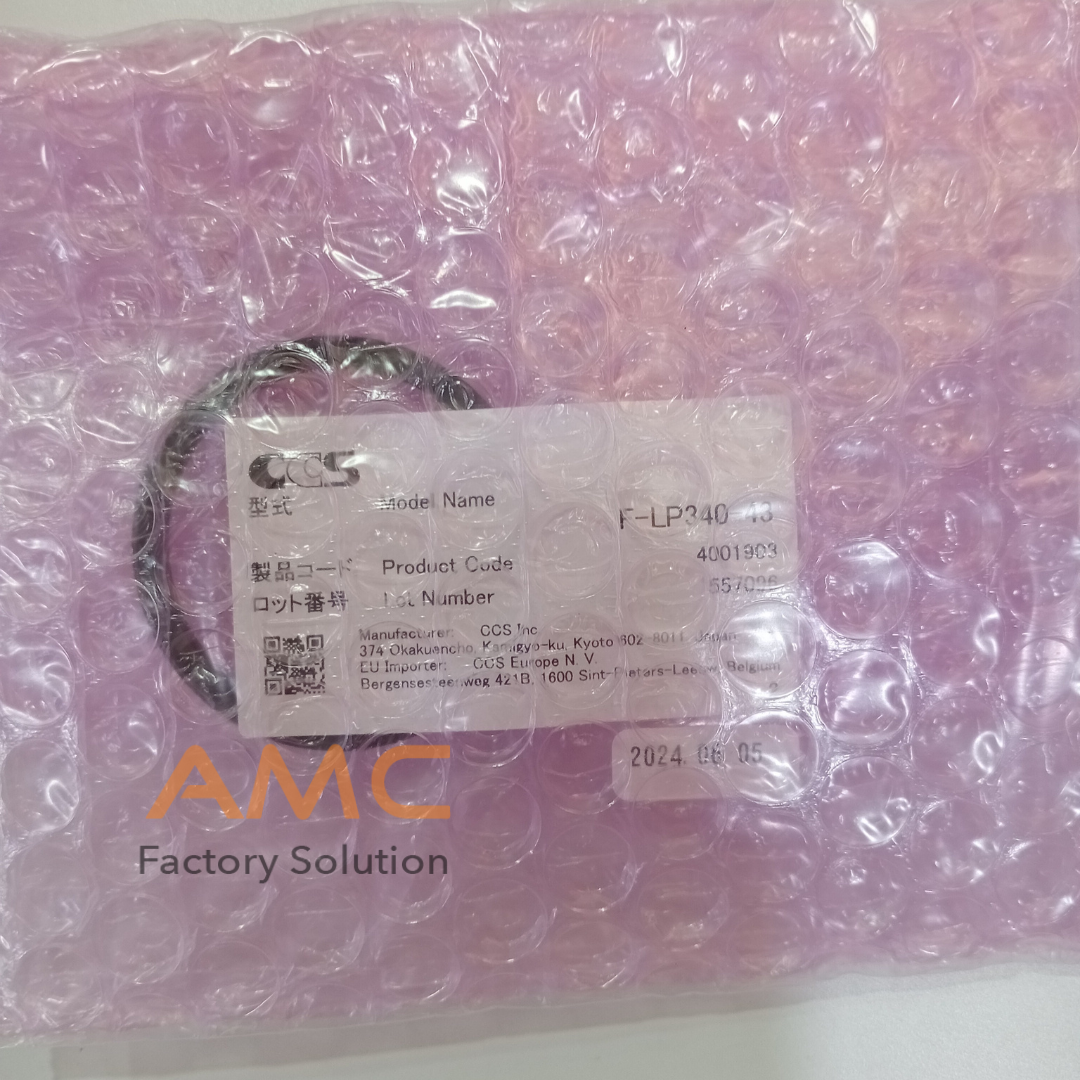 CCS
型式 Model Name F-LP340-43
製品コード Product Code 4001903
ロット番号 Lot Number
Manufacturer: CCS Inc
374 Okakuencho, Kamigyo-ku, Kyoto 602-8011 Japan
EU Importer: CCS Europe N. V.
Bergensesteenweg 421B, 1600 Sint-Pieters-Leeuw, Belgium
2024. 06. 05
AMC
Factory Solution